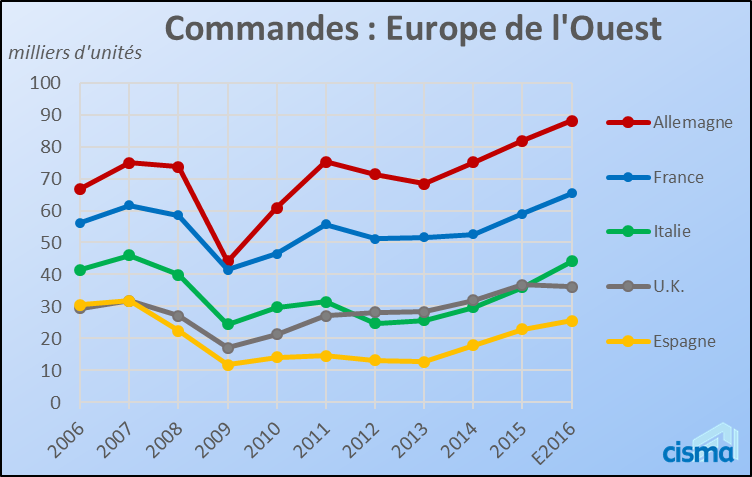 Commandes : Europe de l'Ouest
milliers d'unités
100
90
80
70
60
50
40
30
20
10
0
2006
2007
2008
2009
2010
2011
2012
2013
2014
2015
E2016
Allemagne
France
Italie
U.K.
Espagne
cisma